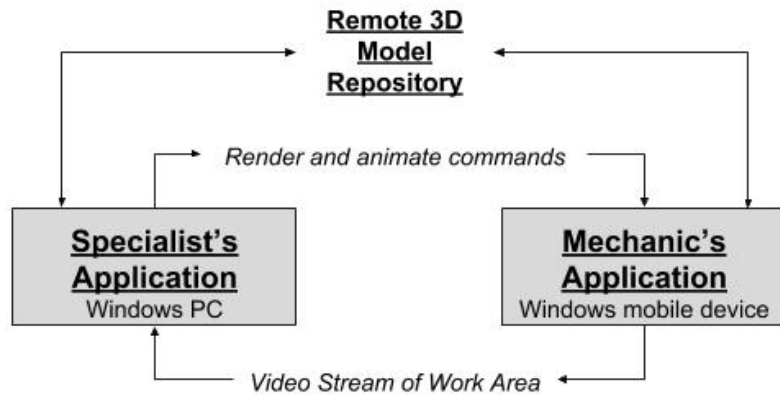 Remote 3D
Model
Repository
Render and animate commands
Specialist's
Application
Windows PC
Mechanic's
Application
Windows mobile device
Video Stream of Work Area